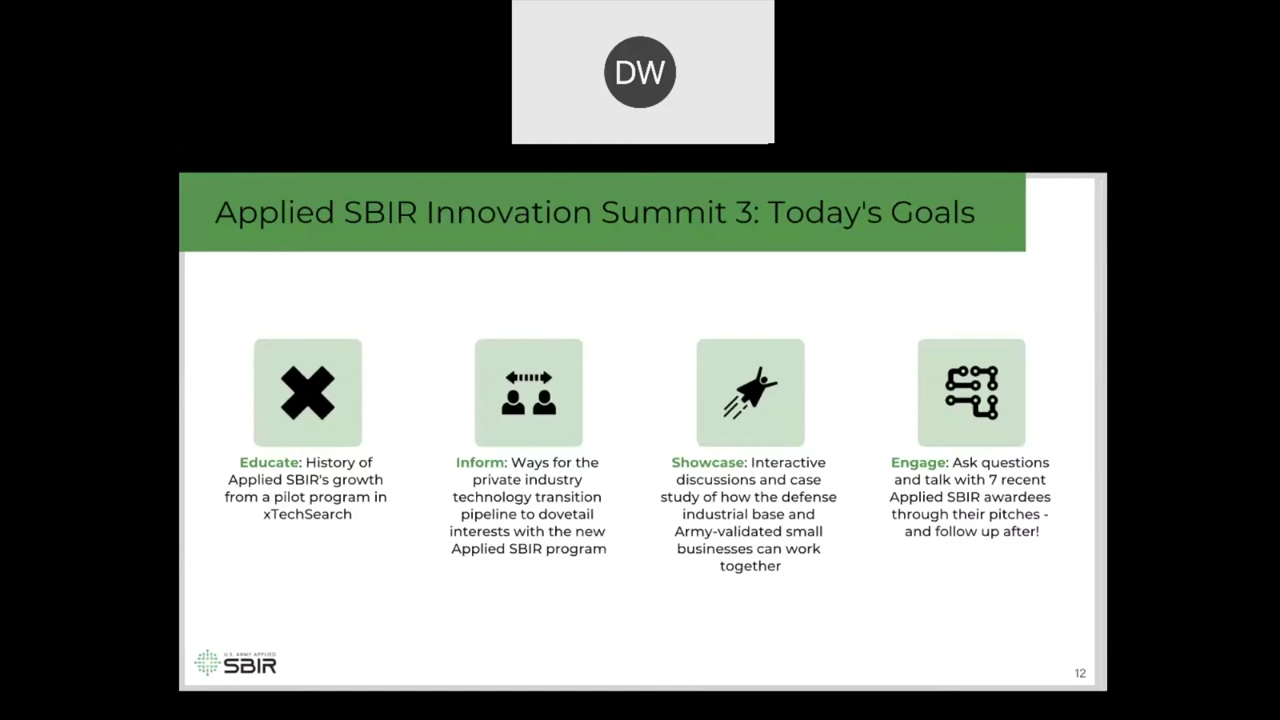 DW
Applied SBIR Innovation Summit 3: Today's Goals
Educate: History of
Applied SBIR's growth
from a pilot program in
xTechSearch
Inform: Ways for the
private industry
technology transition
pipeline to dovetail
interests with the new
Applied SBIR program
Showcase: Interactive
discussions and case
study of how the defense
industrial base and
Army-validated small
businesses can work
together
Engage: Ask questions
and talk with 7 recent
Applied SBIR awardees
through their pitches -
and follow up after!
U.S. ARMY APPLIED
SBIR
12